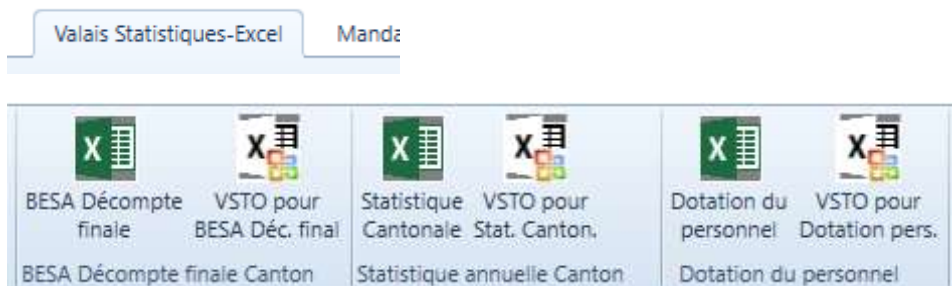 Valais Statistiques-Excel
BESA Décompte finale
VSTO pour BESA Déc. final
Statistique Cantonale
VSTO pour Stat. Canton.
Dotation du personnel
VSTO pour Dotation pers.
BESA Décompte finale Canton
Statistique annuelle Canton
Dotation du personnel